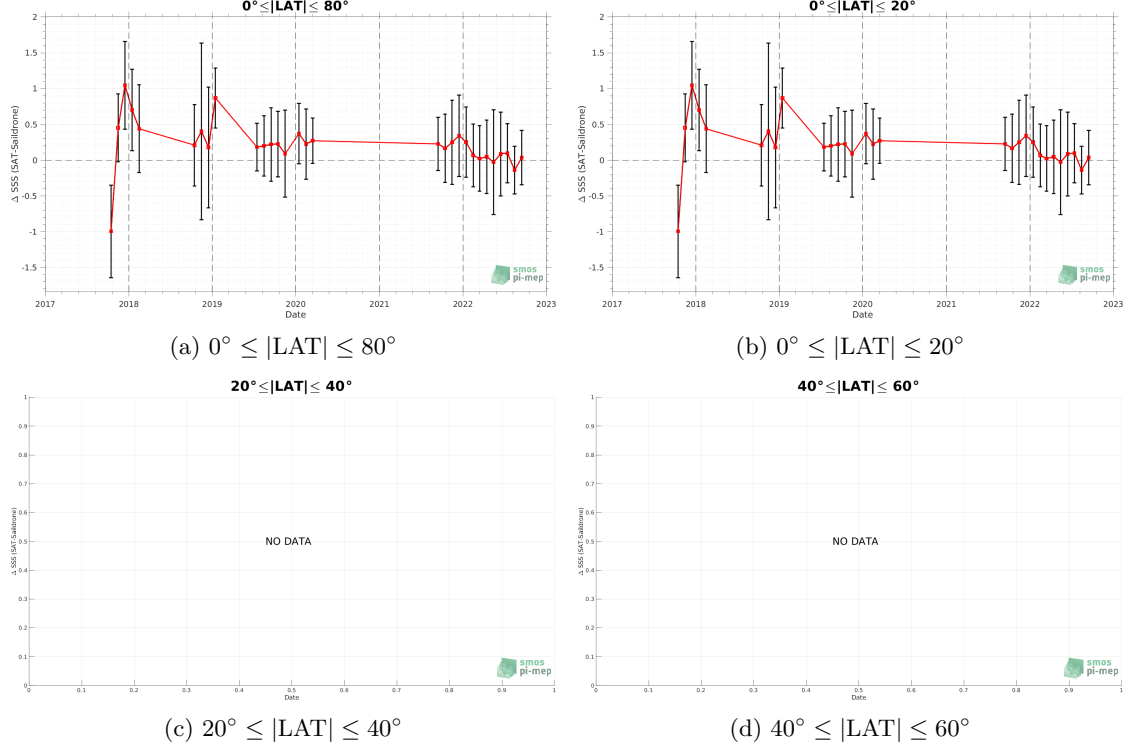 0°≤|LAT|≤ 80°
2
1.5
1
0.5
0
-0.5
-1
-1.5
Δ SSS (SAT-Saildrone)
2017 2018 2019 2020 2021 2022 2023
Date
smos
pi-mep
(a) 0° ≤ |LAT| ≤ 80°
0°≤|LAT|≤ 20°
2
1.5
1
0.5
0
-0.5
-1
-1.5
Δ SSS (SAT-Saildrone)
2017 2018 2019 2020 2021 2022 2023
Date
smos
pi-mep
(b) 0° ≤ |LAT| ≤ 20°
20°≤|LAT|≤ 40°
1
0.9
0.8
0.7
0.6
0.5
0.4
0.3
0.2
0.1
0
Δ SSS (SAT-Saildrone)
NO DATA
0 0.1 0.2 0.3 0.4 0.5 0.6 0.7 0.8 0.9 1
Date
smos
pi-mep
(c) 20° ≤ |LAT| ≤ 40°
40°≤|LAT|≤ 60°
1
0.9
0.8
0.7
0.6
0.5
0.4
0.3
0.2
0.1
0
Δ SSS (SAT-Saildrone)
NO DATA
0 0.1 0.2 0.3 0.4 0.5 0.6 0.7 0.8 0.9 1
Date
smos
pi-mep
(d) 40° ≤ |LAT| ≤ 60°